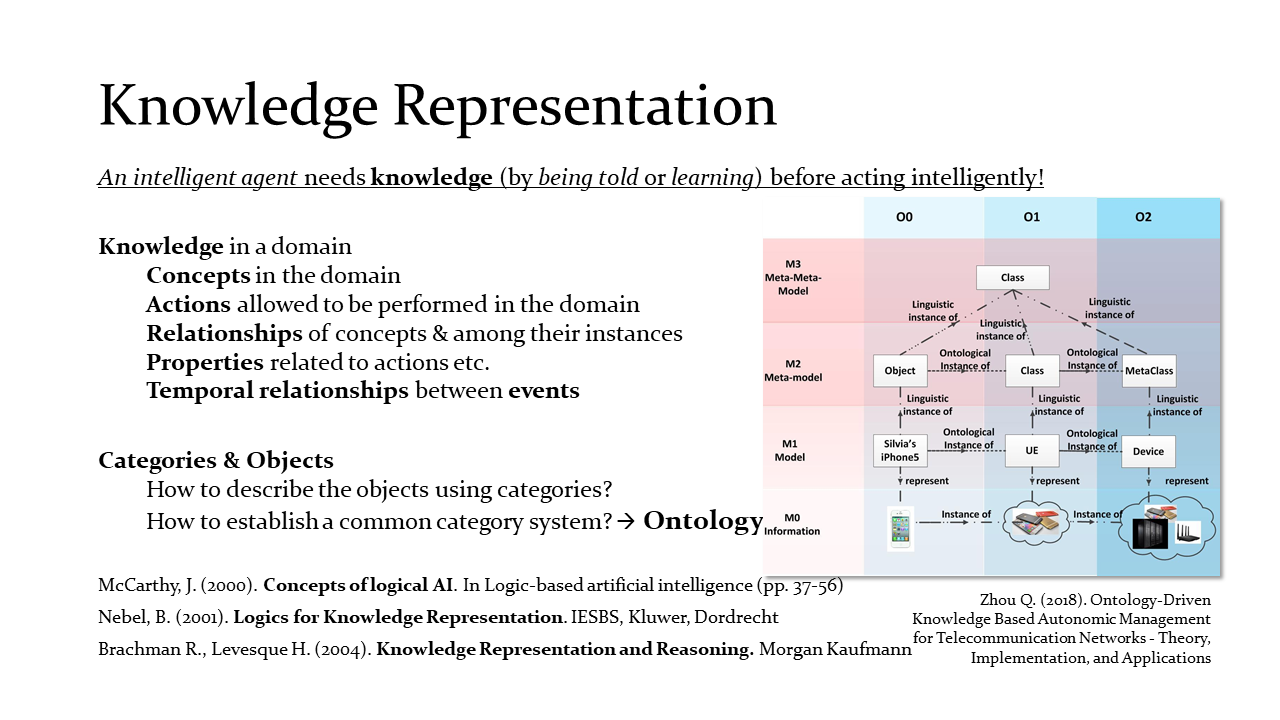 Knowledge Representation
An intelligent agent needs knowledge (by being told or learning) before acting intelligently!
Knowledge in a domain
Concepts in the domain
Actions allowed to be performed in the domain
Relationships of concepts & among their instances
Properties related to actions etc.
Temporal relationships between events
Categories & Objects
How to describe the objects using categories?
How to establish a common category system? → Ontology
O0 O1 O2
M3
Meta-Meta-
Model
Class
Linguistic
instance of
Linguistic
instance of
Linguistic
instance of
M2
Meta-model
Object
Ontological
Instance of
Class
Ontological
Instance of
MetaClass
Linguistic
instance of
Linguistic
instance of
Linguistic
instance of
M1
Model
Silvia's
iPhone5
Ontological
Instance of
UE
Ontological
Instance of
Device
represent
represent
represent
M0
Information
Instance of
Instance of
McCarthy, J. (2000). Concepts of logical AI. In Logic-based artificial intelligence (pp. 37-56)
Nebel, B. (2001). Logics for Knowledge Representation. IESBS, Kluwer, Dordrecht
Brachman R., Levesque H. (2004). Knowledge Representation and Reasoning. Morgan Kaufmann
Zhou Q. (2018). Ontology-Driven
Knowledge Based Autonomic Management
for Telecommunication Networks - Theory,
Implementation, and Applications